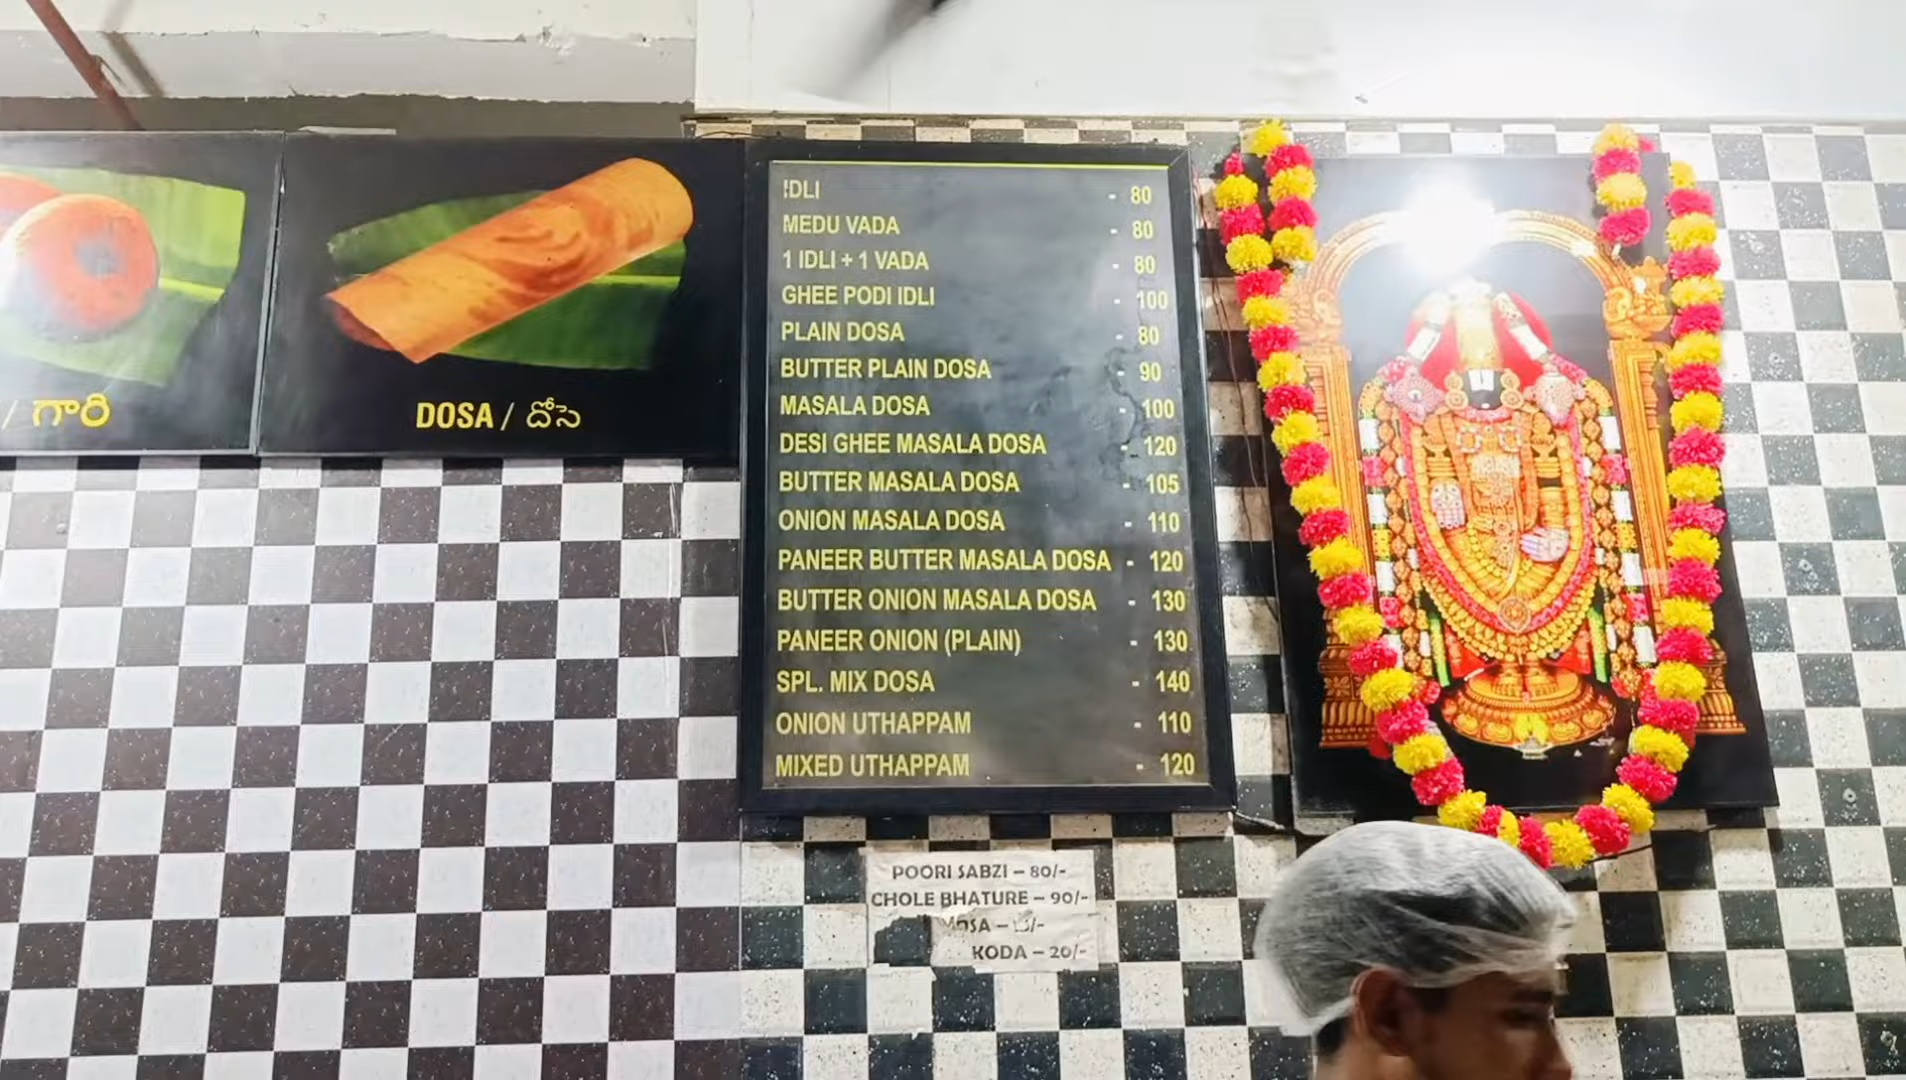 / గారి
DOSA / దోసె
IDLI - 80
MEDU VADA - 80
1 IDLI + 1 VADA - 80
GHEE PODI IDLI - 100
PLAIN DOSA - 80
BUTTER PLAIN DOSA - 90
MASALA DOSA - 100
DESI GHEE MASALA DOSA - 120
BUTTER MASALA DOSA - 105
ONION MASALA DOSA - 110
PANEER BUTTER MASALA DOSA - 120
BUTTER ONION MASALA DOSA - 130
PANEER ONION (PLAIN) - 130
SPL. MIX DOSA - 140
ONION UTHAPPAM - 110
MIXED UTHAPPAM - 120
POORI SABZI – 80/-
CHOLE BHATURE – 90/-
KODA – 20/-